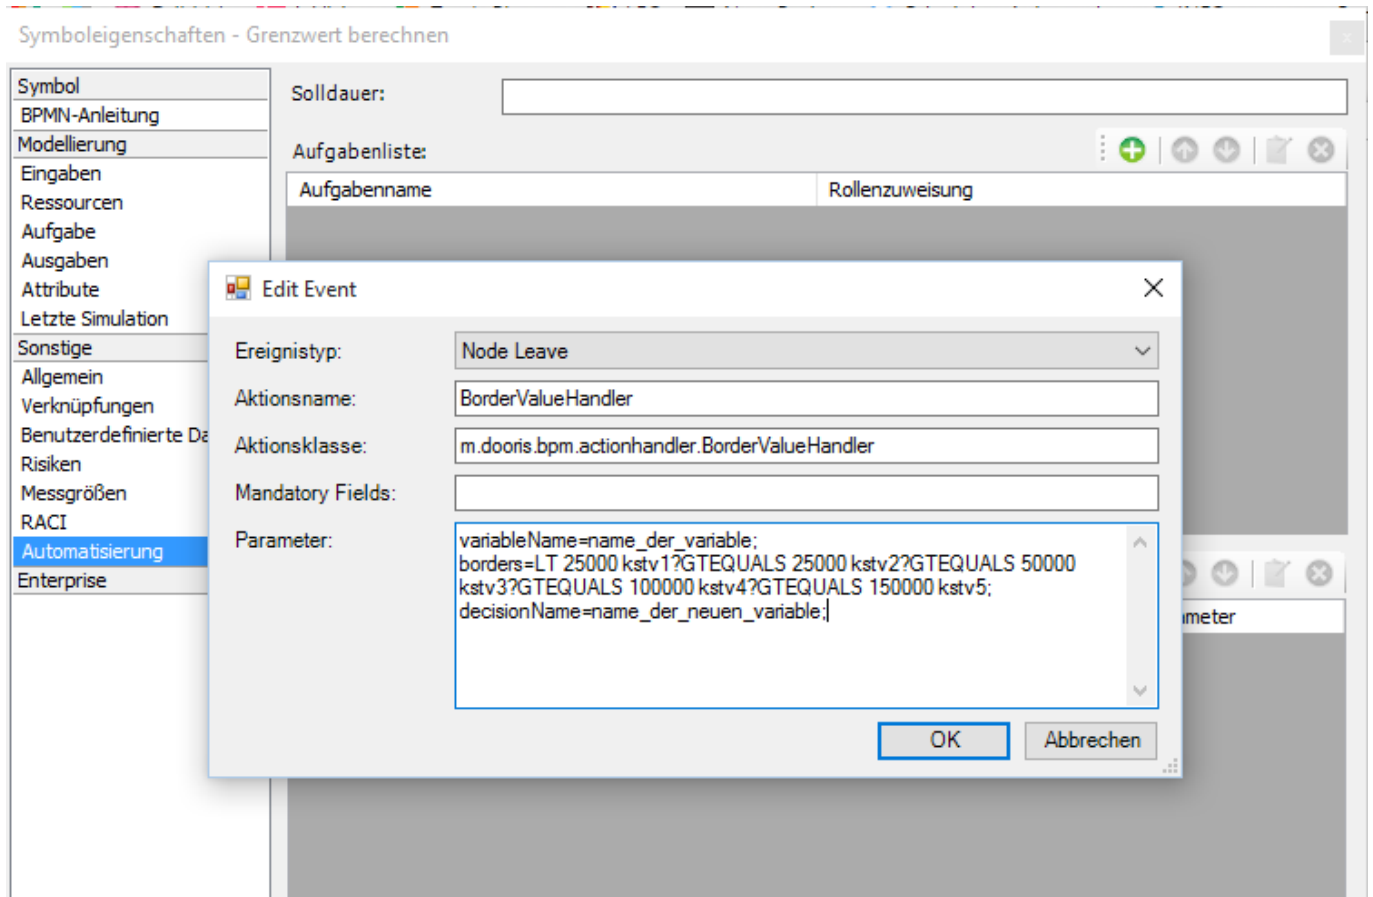 Symboleigenschaften - Grenzwert berechnen
Symbol
BPMN-Anleitung
Modellierung
Eingaben
Ressourcen
Aufgabe
Ausgaben
Attribute
Letzte Simulation
Sonstige
Allgemein
Verknüpfungen
Benutzerdefinierte Da
Risiken
Messgrößen
RACI
Automatisierung
Enterprise
Solldauer:
Aufgabenliste:
Aufgabenname Rollenzuweisung
Edit Event
Ereignistyp: Node Leave
Aktionsname: BorderValueHandler
Aktionsklasse: m.dooris.bpm.actionhandler.BorderValueHandler
Mandatory Fields:
Parameter: variableName=name_der_variable;
borders=LT 25000 kstv1?GTEQUALS 25000 kstv2?GTEQUALS 50000
kstv3?GTEQUALS 100000 kstv4?GTEQUALS 150000 kstv5;
decisionName=name_der_neuen_variable;
OK Abbrechen
ameter